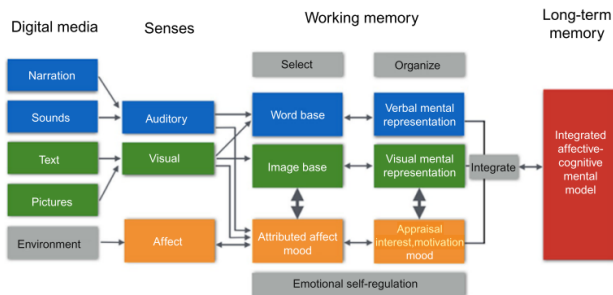 Digital media
Senses
Working memory
Long-term
memory
Select
Organize
Narration
Sounds
Text
Pictures
Environment
Auditory
Visual
Affect
Word base
Image base
Attributed affect
mood
Verbal mental
representation
Visual mental
representation
Appraisal
Interest,motivation
mood
Integrate
Integrated
affective-
cognitive
mental
model
Emotional self-regulation